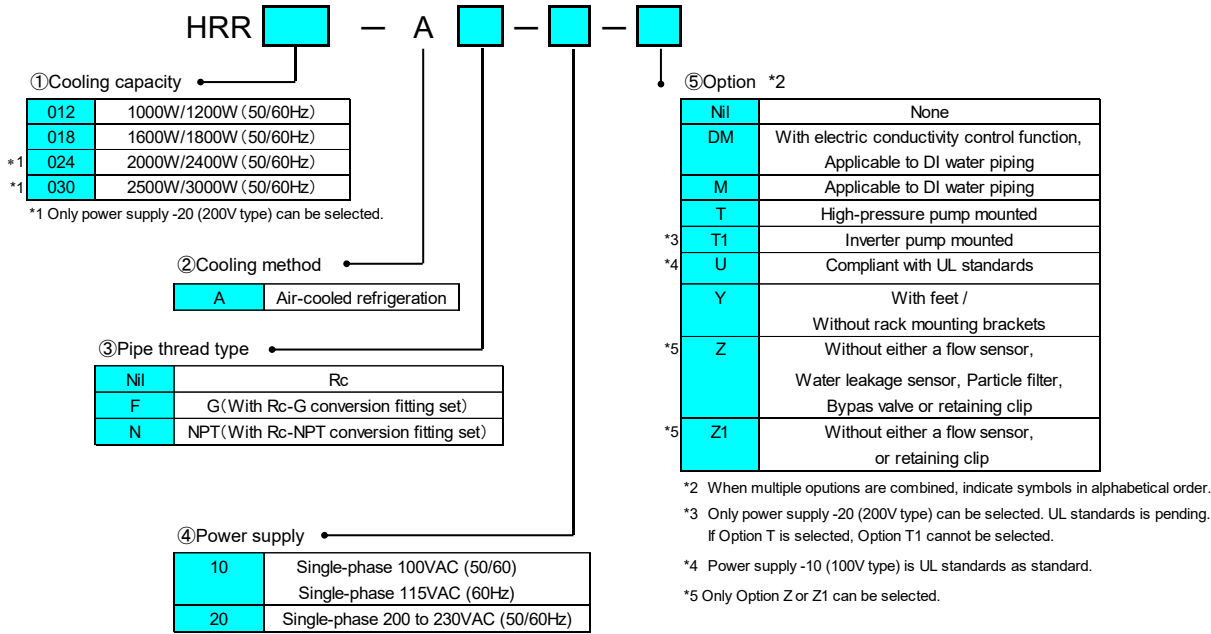 HRR － A － －
①Cooling capacity
012 1000W/1200W（50/60Hz）
018 1600W/1800W（50/60Hz）
*1 024 2000W/2400W（50/60Hz）
*1 030 2500W/3000W（50/60Hz）
*1 Only power supply -20 (200V type) can be selected.
②Cooling method
A Air-cooled refrigeration
③Pipe thread type
Nil Rc
F G（With Rc-G conversion fitting set）
N NPT（With Rc-NPT conversion fitting set）
④Power supply
10 Single-phase 100VAC (50/60)
Single-phase 115VAC (60Hz)
20 Single-phase 200 to 230VAC (50/60Hz)
⑤Option *2
Nil None
DM With electric conductivity control function,
Applicable to DI water piping
M Applicable to DI water piping
T High-pressure pump mounted
*3 T1 Inverter pump mounted
*4 U Compliant with UL standards
Y With feet /
Without rack mounting brackets
*5 Z Without either a flow sensor,
Water leakage sensor, Particle filter,
Bypas valve or retaining clip
*5 Z1 Without either a flow sensor,
or retaining clip
*2 When multiple oputions are combined, indicate symbols in alphabetical order.
*3 Only power supply -20 (200V type) can be selected. UL standards is pending.
If Option T is selected, Option T1 cannot be selected.
*4 Power supply -10 (100V type) is UL standards as standard.
*5 Only Option Z or Z1 can be selected.